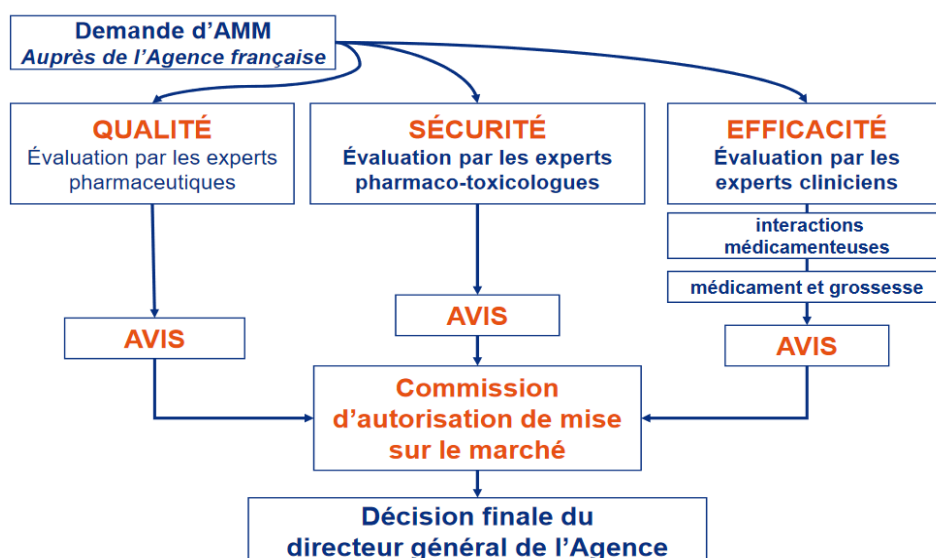 Demande d’AMM
Auprès de l’Agence française
QUALITÉ
Évaluation par les experts
pharmaceutiques
SÉCURITÉ
Évaluation par les experts
pharmaco-toxicologues
EFFICACITÉ
Évaluation par les
experts cliniciens
interactions
médicamenteuses
médicament et grossesse
AVIS
AVIS
AVIS
Commission
d’autorisation de mise
sur le marché
Décision finale du
directeur général de l’Agence